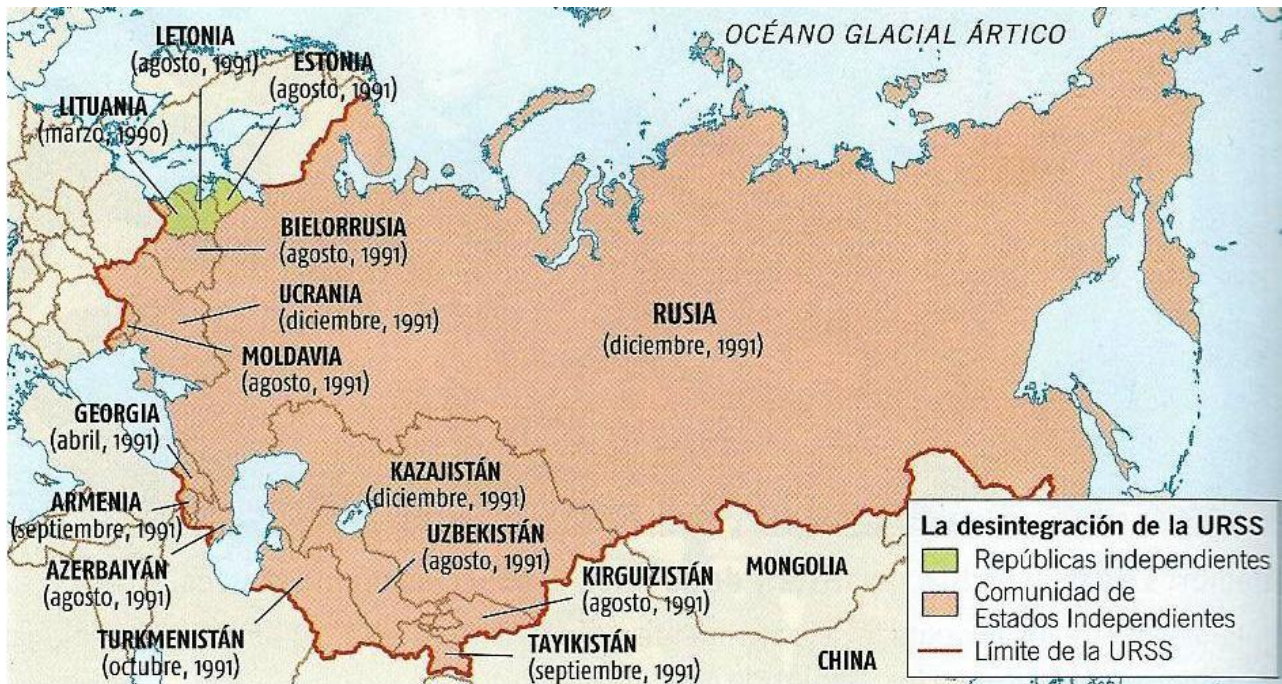 OCÉANO GLACIAL ÁRTICO
LETONIA
(agosto, 1991)
ESTONIA
(agosto, 1991)
LITUANIA
(marzo, 1990)
BIELORRUSIA
(agosto, 1991)
UCRANIA
(diciembre, 1991)
RUSIA
(diciembre, 1991)
MOLDAVIA
(agosto, 1991)
GEORGIA
(abril, 1991)
KAZAJISTÁN
(diciembre, 1991)
ARMENIA
(septiembre, 1991)
UZBEKISTÁN
(agosto, 1991)
AZERBAIYÁN
(agosto, 1991)
KIRGUIZISTÁN
(agosto, 1991)
MONGOLIA
TURKMENISTÁN
(octubre, 1991)
TAYIKISTÁN
(septiembre, 1991)
CHINA
La desintegración de la URSS
Repúblicas independientes
Comunidad de
Estados Independientes
Límite de la URSS